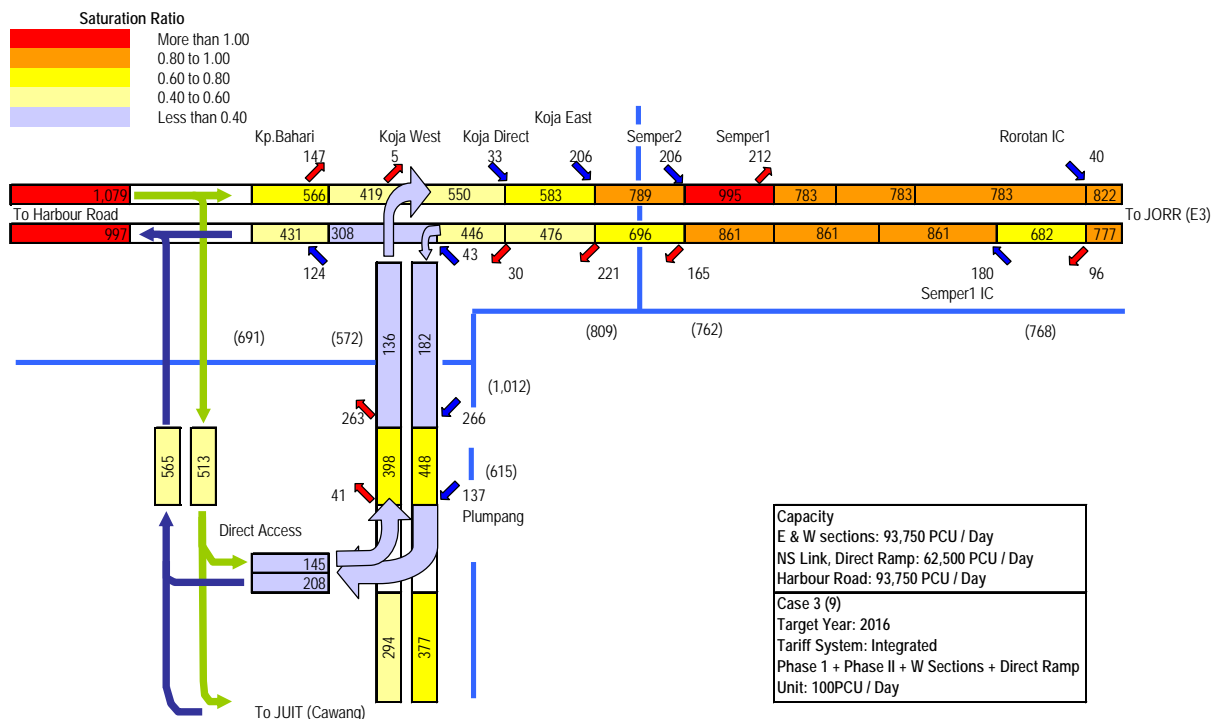 Saturation Ratio
More than 1.00
0.80 to 1.00
0.60 to 0.80
0.40 to 0.60
Less than 0.40
Kp.Bahari
Koja West
Koja Direct
Koja East
Semper2
Semper1
Rorotan IC
147
5
33
206
206
212
40
1,079
566
419
550
583
789
995
783
783
783
822
To Harbour Road
To JORR (E3)
997
431
308
446
476
696
861
861
861
682
777
124
43
30
221
165
180
96
Semper1 IC
(691)
(572)
(809)
(762)
(768)
136
182
(1,012)
263
266
565
513
398
448
(615)
41
137
Plumpang
Direct Access
145
208
294
377
To JUIT (Cawang)
Capacity
E & W sections: 93,750 PCU / Day
NS Link, Direct Ramp: 62,500 PCU / Day
Harbour Road: 93,750 PCU / Day
Case 3 (9)
Target Year: 2016
Tariff System: Integrated
Phase 1 + Phase II + W Sections + Direct Ramp
Unit: 100PCU / Day